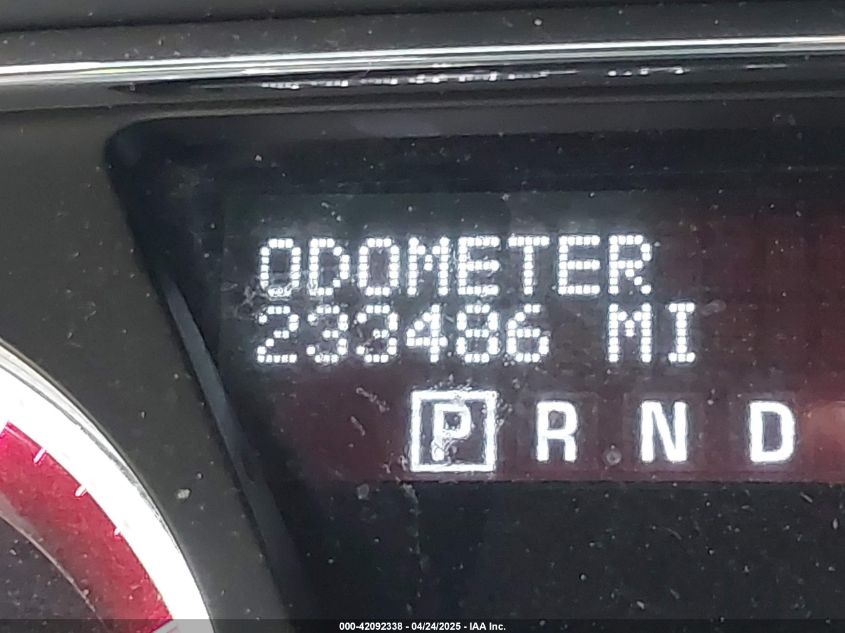 ODOMETER
233486 MI
P R N D
000-42092338 - 04/24/2025 - IAA Inc.